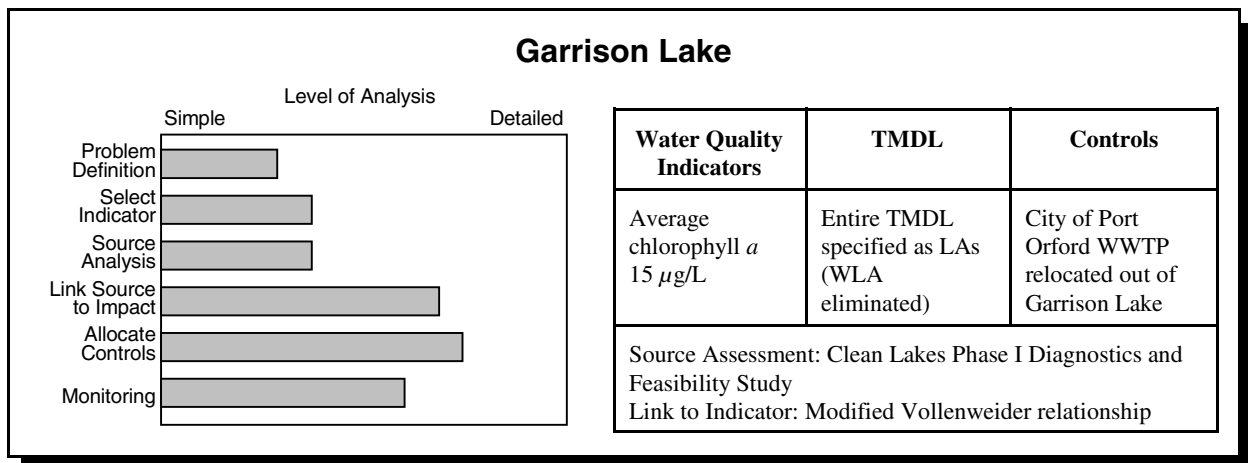 Garrison Lake
Level of Analysis
Simple
Detailed
Problem
Definition
Select
Indicator
Source
Analysis
Link Source
to Impact
Allocate
Controls
Monitoring
Water Quality
Indicators
TMDL
Controls
Average
chlorophyll a
15 µg/L
Entire TMDL
specified as LAs
(WLA
eliminated)
City of Port
Orford WWTP
relocated out of
Garrison Lake
Source Assessment: Clean Lakes Phase I Diagnostics and
Feasibility Study
Link to Indicator: Modified Vollenweider relationship